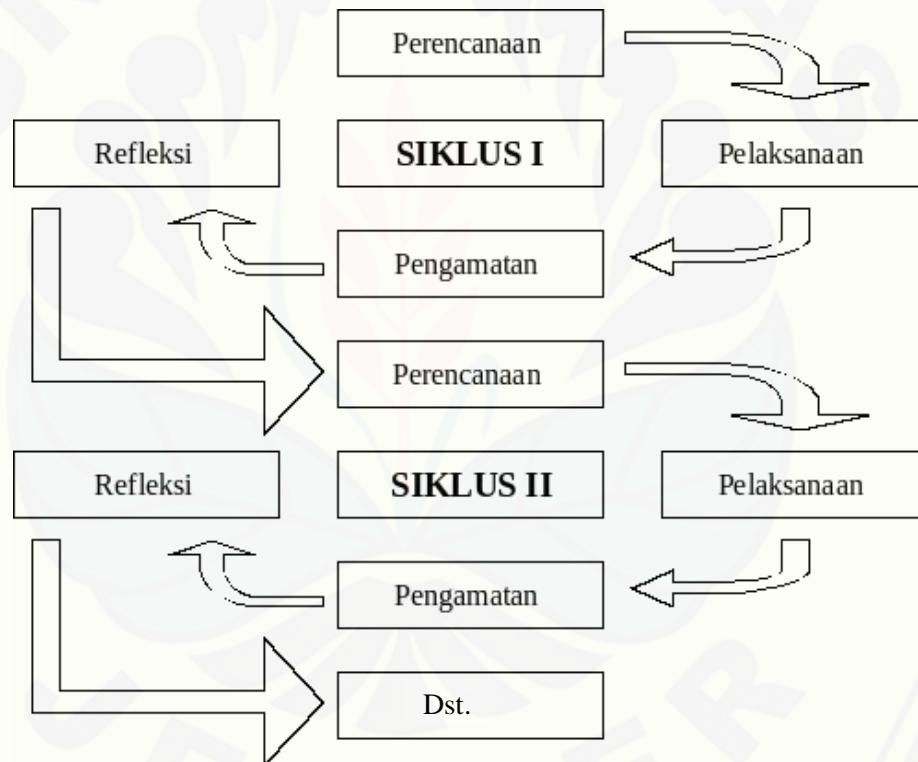 Perencanaan
Refleksi
SIKLUS I
Pelaksanaan
Pengamatan
Perencanaan
Refleksi
SIKLUS II
Pelaksanaan
Pengamatan
Dst.